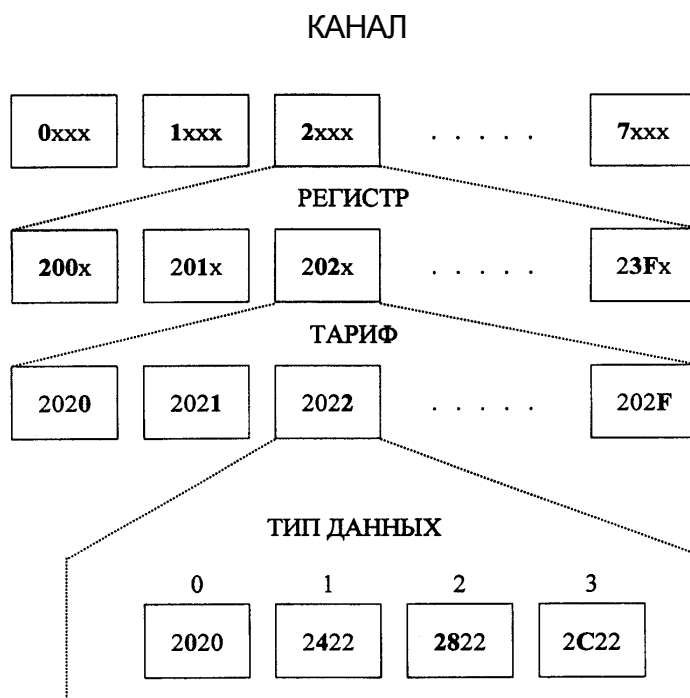 КАНАЛ
0xxx 1xxx 2xxx . . . . . 7xxx
РЕГИСТР
200x 201x 202x . . . . . 23Fx
ТАРИФ
2020 2021 2022 . . . . . 202F
ТИП ДАННЫХ
0 1 2 3
2020 2422 2822 2C22